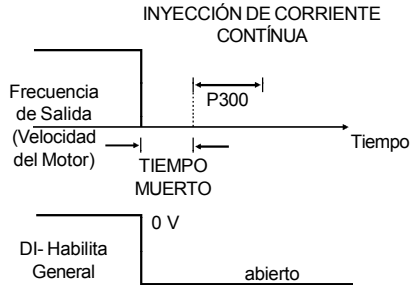 INYECCIÓN DE CORRIENTE
CONTÍNUA
Frecuencia
de Salida
(Velocidad
del Motor)
P300
Tiempo
TIEMPO
MUERTO
0 V
DI- Habilita
General
abierto